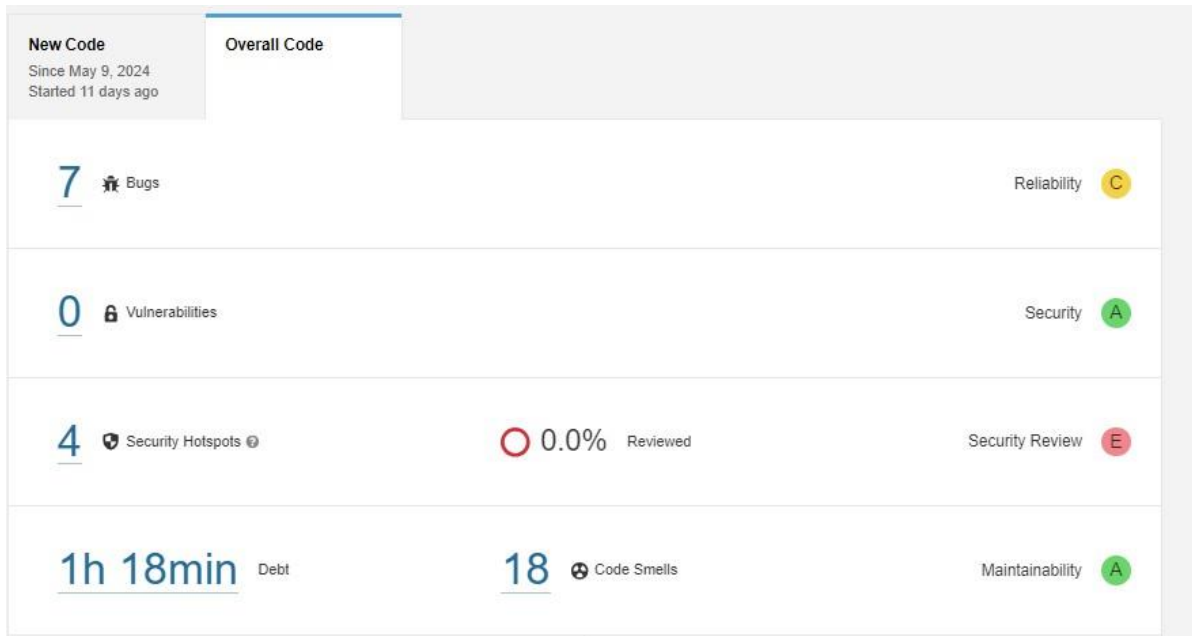 New Code
Since May 9, 2024
Started 11 days ago
Overall Code
7 Bugs Reliability C
0 Vulnerabilities Security A
4 Security Hotspots ? 0.0% Reviewed Security Review E
1h 18min Debt 18 Code Smells Maintainability A